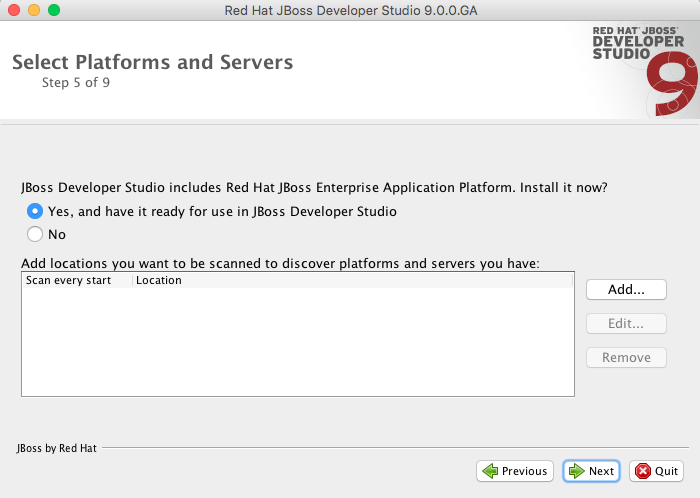 Red Hat JBoss Developer Studio 9.0.0.GA
RED HAT® JBOSS®
DEVELOPER
STUDIO
9
Select Platforms and Servers
Step 5 of 9
JBoss Developer Studio includes Red Hat JBoss Enterprise Application Platform. Install it now?
Yes, and have it ready for use in JBoss Developer Studio
No
Add locations you want to be scanned to discover platforms and servers you have:
Scan every start Location
Add...
Edit...
Remove
JBoss by Red Hat
Previous Next Quit